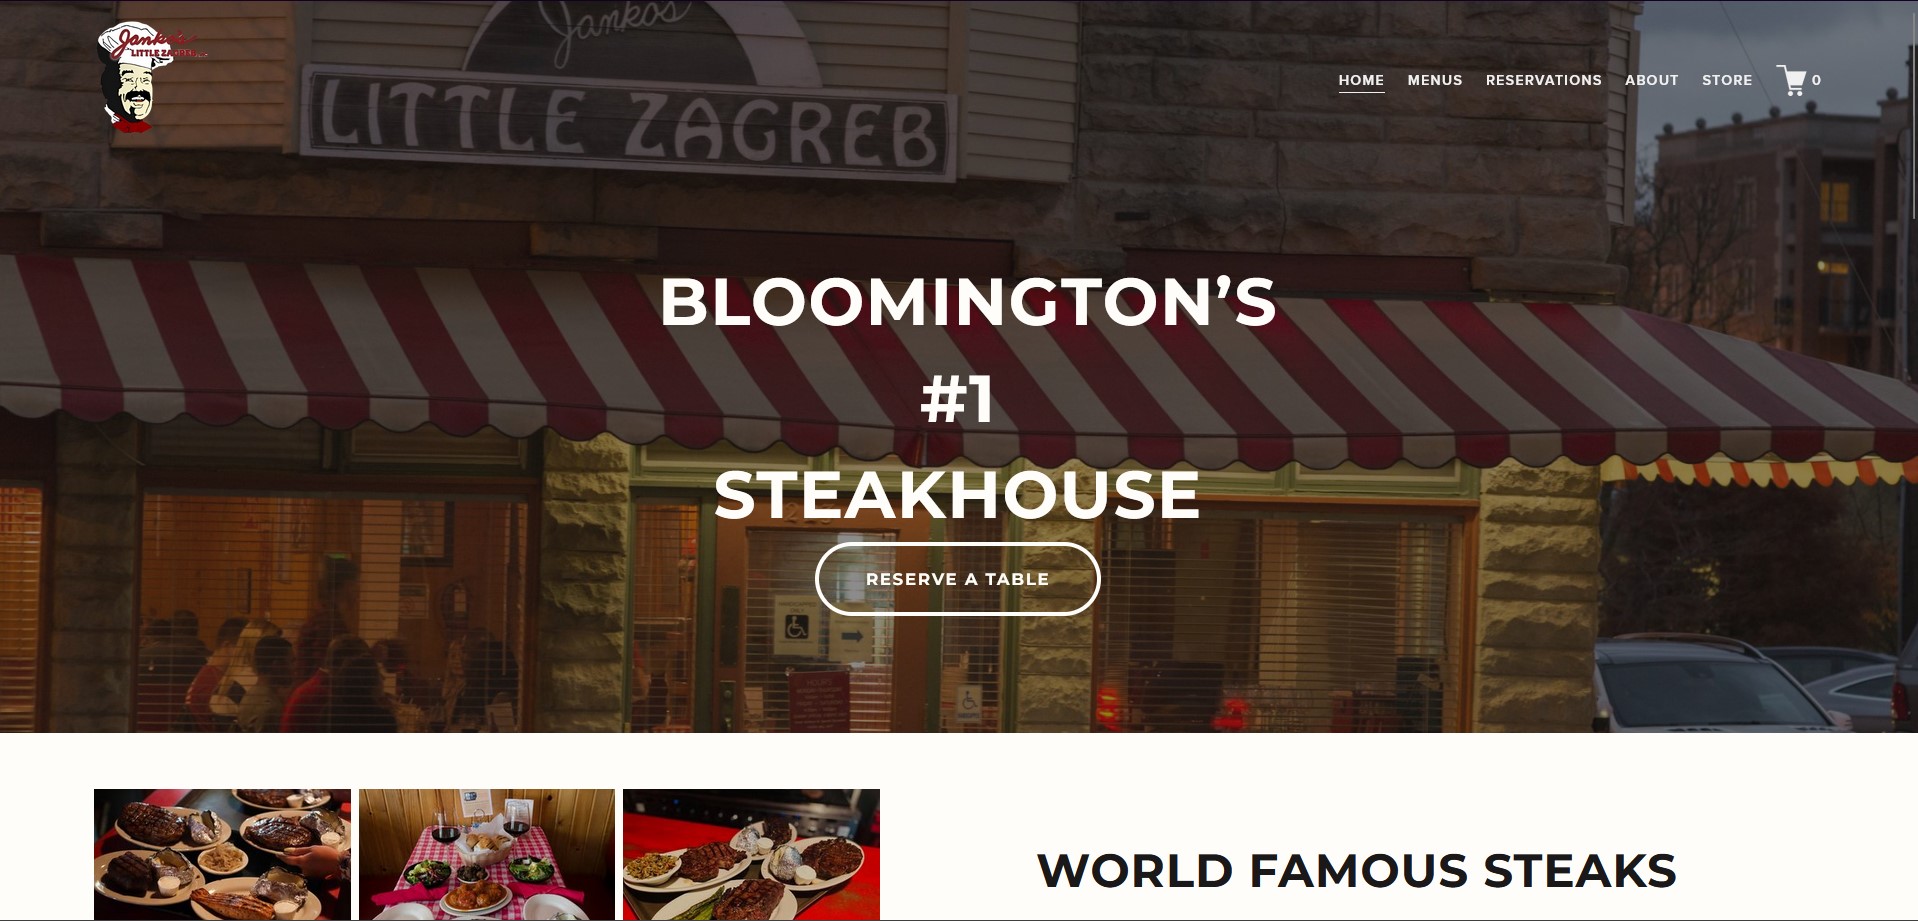 Janko's
LITTLE ZAGREB
Jankos
LITTLE ZAGREB
HOME MENUS RESERVATIONS ABOUT STORE 0
BLOOMINGTON’S
#1
STEAKHOUSE
RESERVE A TABLE
HOURS
WORLD FAMOUS STEAKS